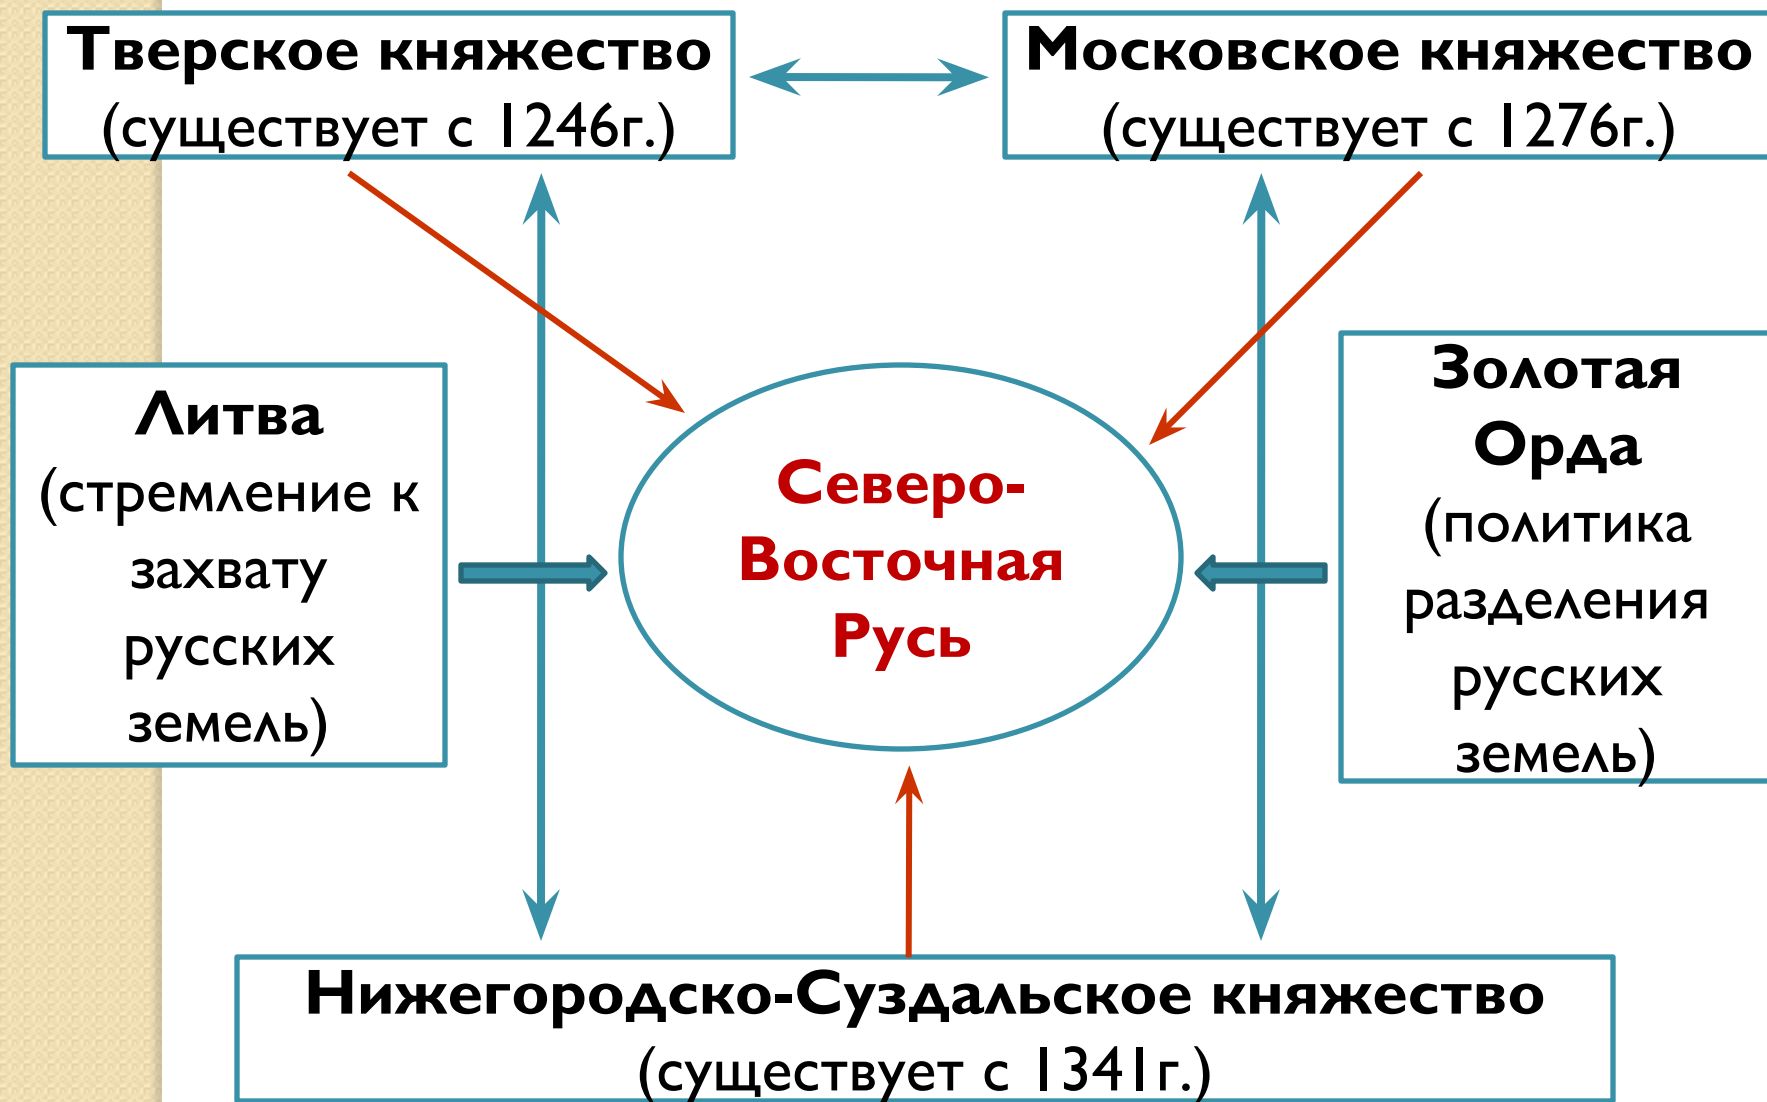 Тверское княжество
(существует с 1246г.)
Московское княжество
(существует с 1276г.)
Литва
(стремление к
захвату
русских
земель)
Северо-
Восточная
Русь
Золотая
Орда
(политика
разделения
русских
земель)
Нижегородско-Суздальское княжество
(существует с 1341г.)